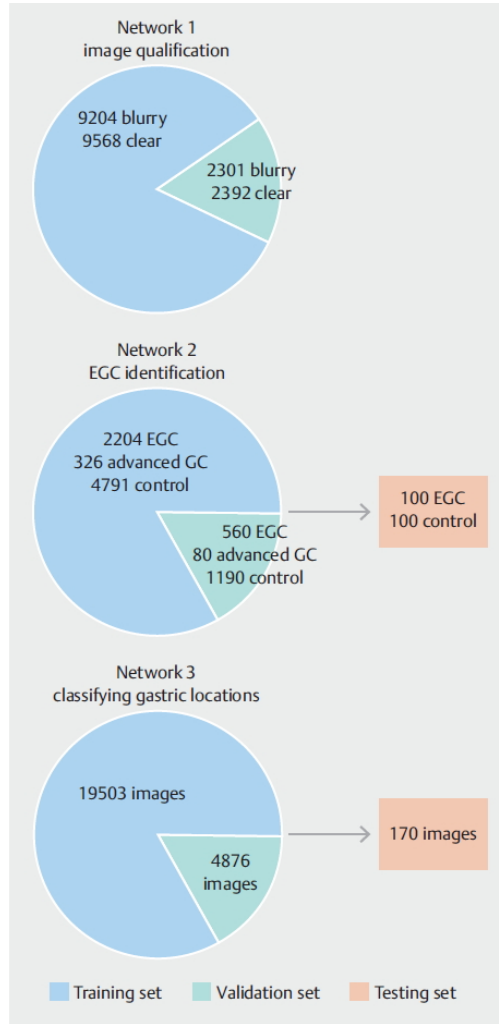 Network 1
image qualification
9204 blurry
9568 clear
2301 blurry
2392 clear
Network 2
EGC identification
2204 EGC
326 advanced GC
4791 control
560 EGC
80 advanced GC
1190 control
100 EGC
100 control
Network 3
classifying gastric locations
19503 images
4876
images
170 images
Training set
Validation set
Testing set